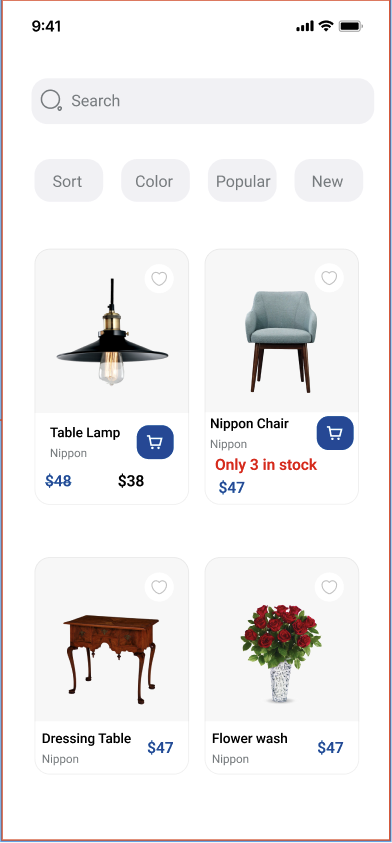 9:41
Search
Sort Color Popular New
Table Lamp
Nippon
$48 $38
Nippon Chair
Nippon
Only 3 in stock
$47
Dressing Table
Nippon
$47
Flower wash
Nippon
$47